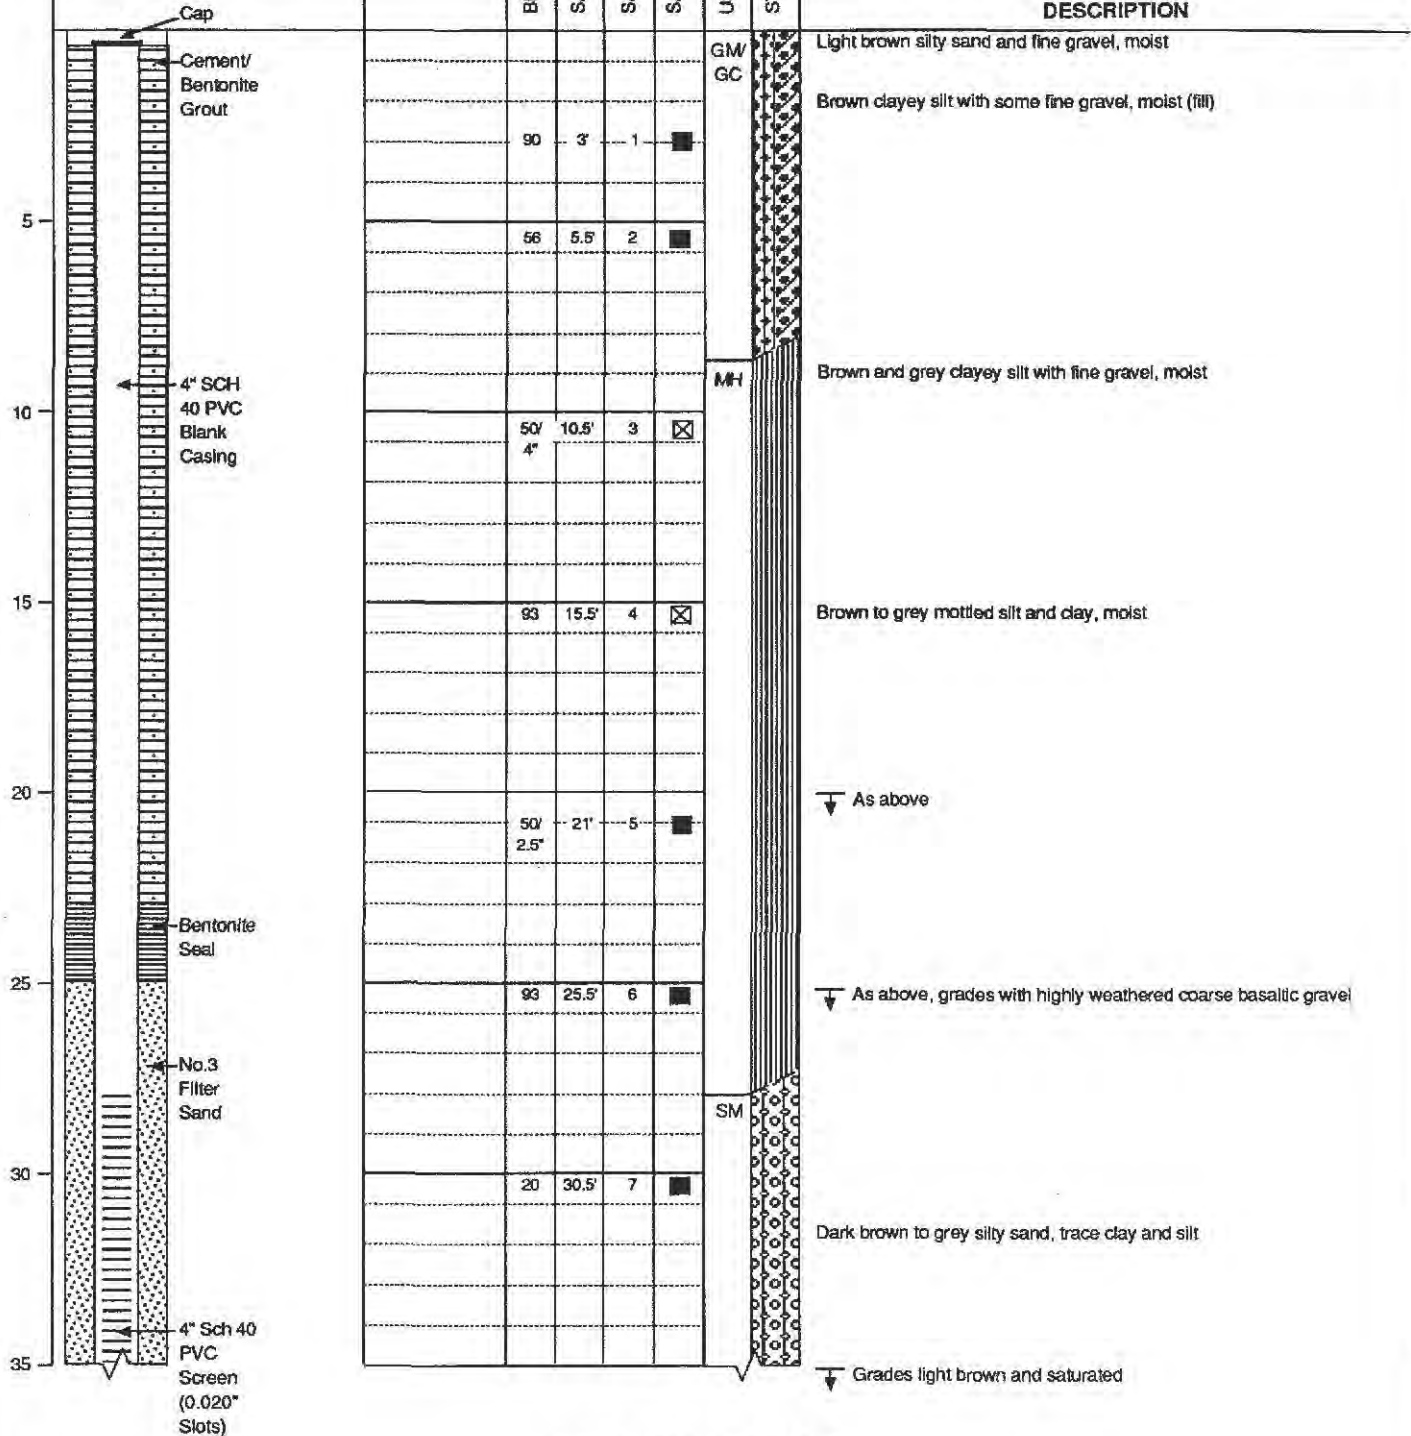 Cap
DESCRIPTION
Light brown silty sand and fine gravel, moist
GM/
GC
Cement/
Bentonite
Grout
Brown clayey silt with some fine gravel, moist (fill)
90 3' 1
5
56 5.5' 2
MH
Brown and grey clayey silt with fine gravel, moist
4" SCH
40 PVC
Blank
Casing
10
50/ 10.5' 3
4"
15
93 15.5' 4
Brown to grey mottled silt and clay, moist
20
As above
50/ 21' 5
2.5"
Bentonite
Seal
25
93 25.5' 6
As above, grades with highly weathered coarse basaltic gravel
No.3
Filter
Sand
SM
30
20 30.5' 7
Dark brown to grey silty sand, trace clay and silt
4" Sch 40
PVC
Screen
(0.020"
Slots)
35
Grades light brown and saturated